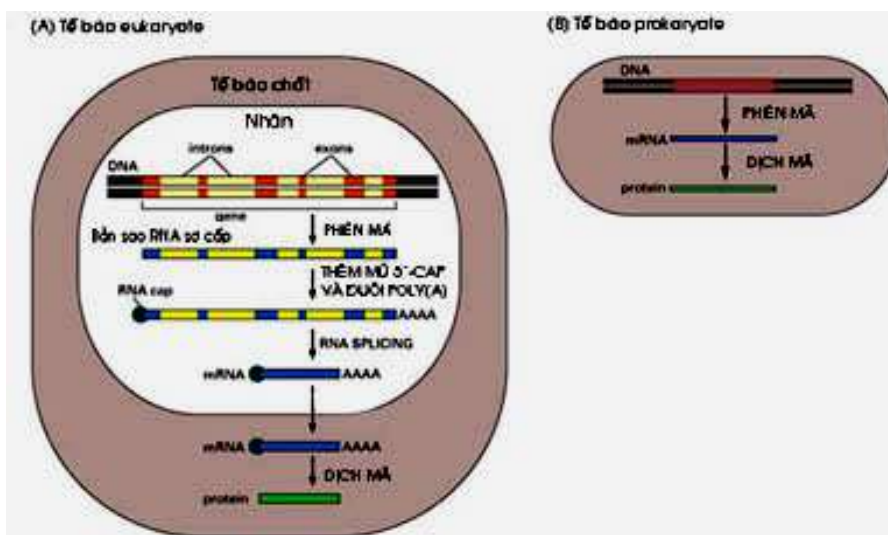 (A) Tế bào eukaryote
Tế bào chất
Nhân
introns
exons
DNA
gene
PHIÊN MÃ
Bản sao RNA sơ cấp
THÊM MŨ 5'-CAP
VÀ ĐUÔI POLY(A)
RNA cap
AAAA
RNA SPLICING
mRNA
AAAA
mRNA
AAAA
DỊCH MÃ
protein
(B) Tế bào prokaryote
DNA
PHIÊN MÃ
mRNA
DỊCH MÃ
protein